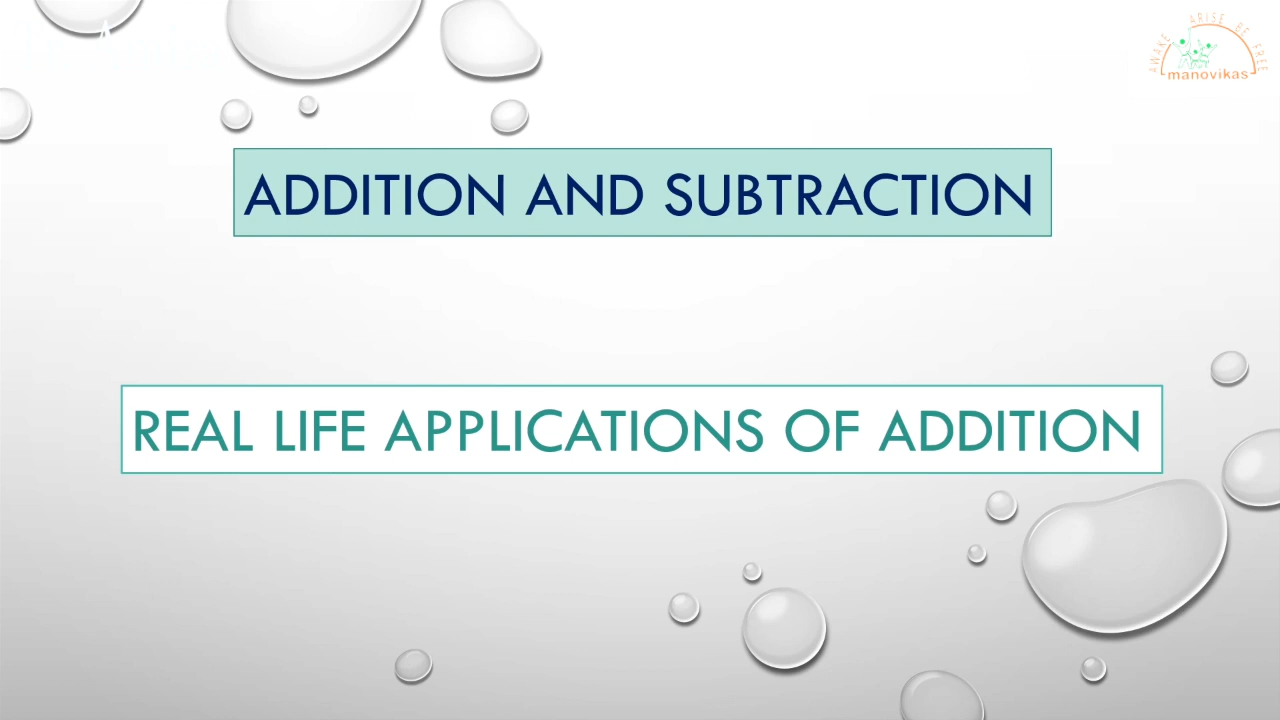 AWAKE ARISE BE FREE
manovikas
ADDITION AND SUBTRACTION
REAL LIFE APPLICATIONS OF ADDITION